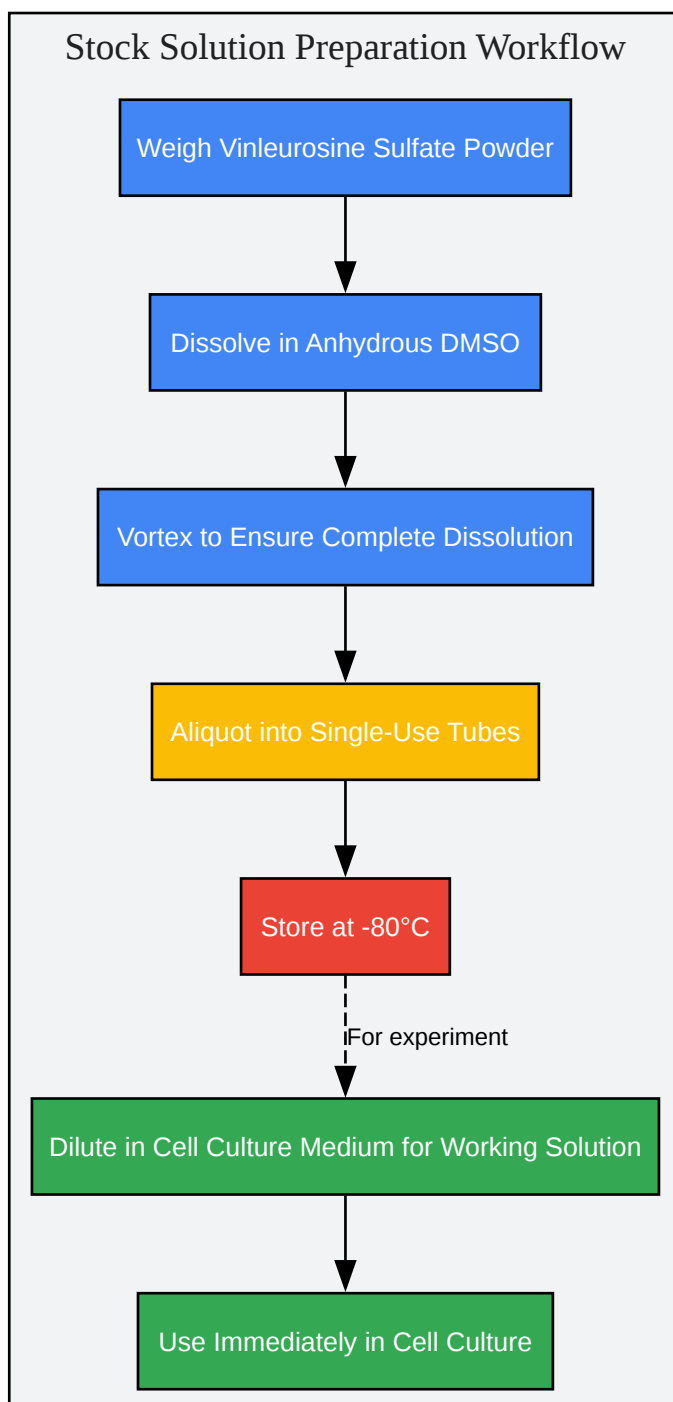 Stock Solution Preparation Workflow
Weigh Vinleurosine Sulfate Powder
Dissolve in Anhydrous DMSO
Vortex to Ensure Complete Dissolution
Aliquot into Single-Use Tubes
Store at -80°C
For experiment
Dilute in Cell Culture Medium for Working Solution
Use Immediately in Cell Culture